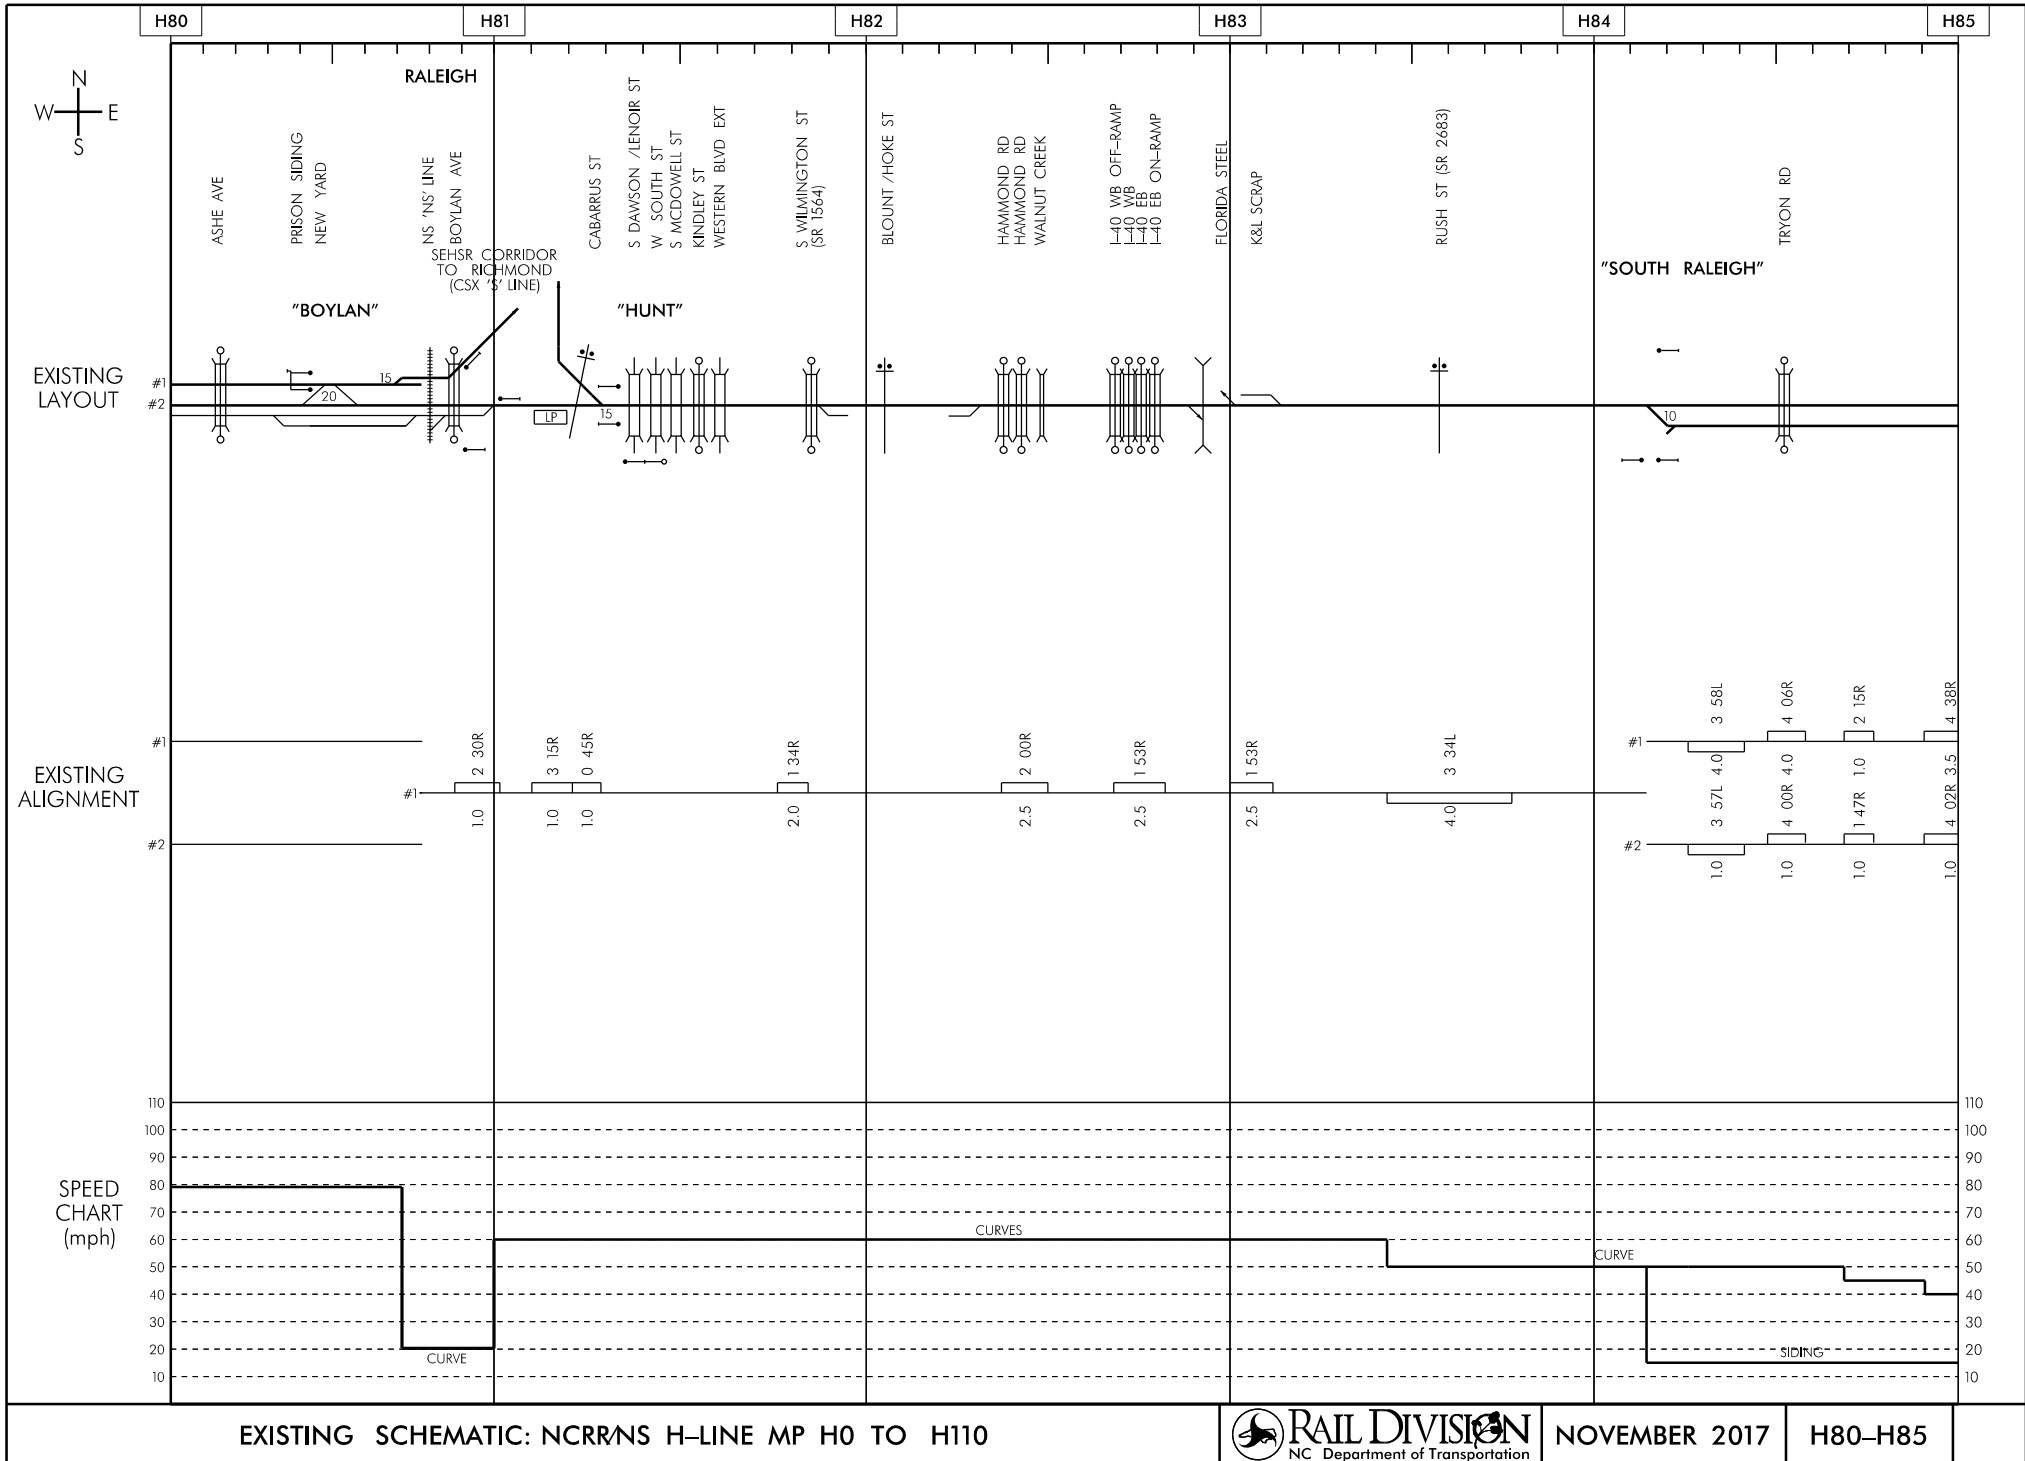 H80
H81
H82
H83
H84
H85
N
W E
S
RALEIGH
ASHE AVE
PRISON SIDING
NEW YARD
NS 'NS' LINE
BOYLAN AVE
CABARRUS ST
S DAWSON /LENOIR ST
W SOUTH ST
S MCDOWELL ST
KINDLEY ST
WESTERN BLVD EXT
S WILMINGTON ST
(SR 1564)
BLOUNT /HOKE ST
HAMMOND RD
HAMMOND RD
WALNUT CREEK
I-40 WB OFF-RAMP
I-40 WB
I-40 EB
I-40 EB ON-RAMP
FLORIDA STEEL
K&L SCRAP
RUSH ST (SR 2683)
TRYON RD
SEHSR CORRIDOR
TO RICHMOND
(CSX 'S' LINE)
"BOYLAN"
"HUNT"
"SOUTH RALEIGH"
EXISTING
LAYOUT
#1
#2
15
20
LP
15
10
EXISTING
ALIGNMENT
#1
#1
#2
2 30R
1.0
3 15R
1.0
0 45R
1.0
1 34R
2.0
2 00R
2.5
1 53R
2.5
1 53R
2.5
3 34L
4.0
#1
3 58L
4.0
4 06R
4.0
2 15R
1.0
4 38R
3.5
#2
3 57L
1.0
4 00R
1.0
1 47R
1.0
4 02R
1.0
SPEED
CHART
(mph)
110
100
90
80
70
60
50
40
30
20
10
CURVE
CURVES
CURVE
SIDING
110
100
90
80
70
60
50
40
30
20
10
EXISTING SCHEMATIC: NCRR/NS H-LINE MP H0 TO H110
RAIL DIVISION
NC Department of Transportation
NOVEMBER 2017
H80-H85